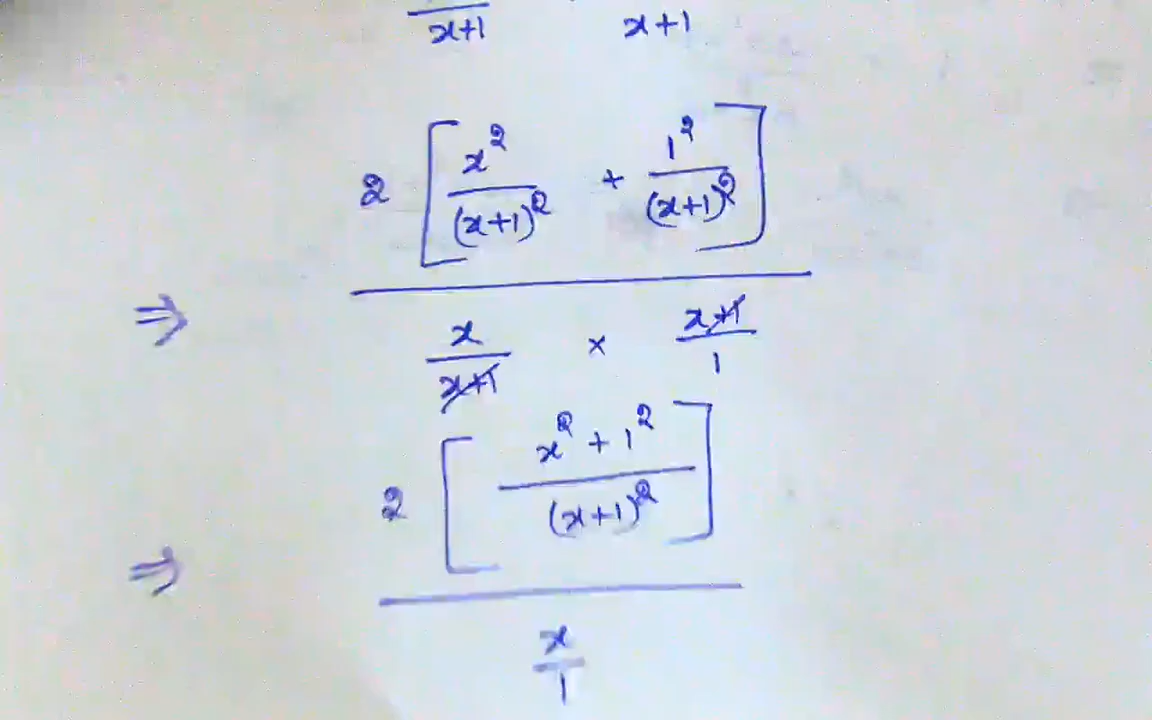 x+1 x+1
2 [ x² / (x+1)² + 1² / (x+1)² ]
⇒ x / x+1 × x+1 / 1
2 [ x² + 1² / (x+1)² ]
⇒ x / 1